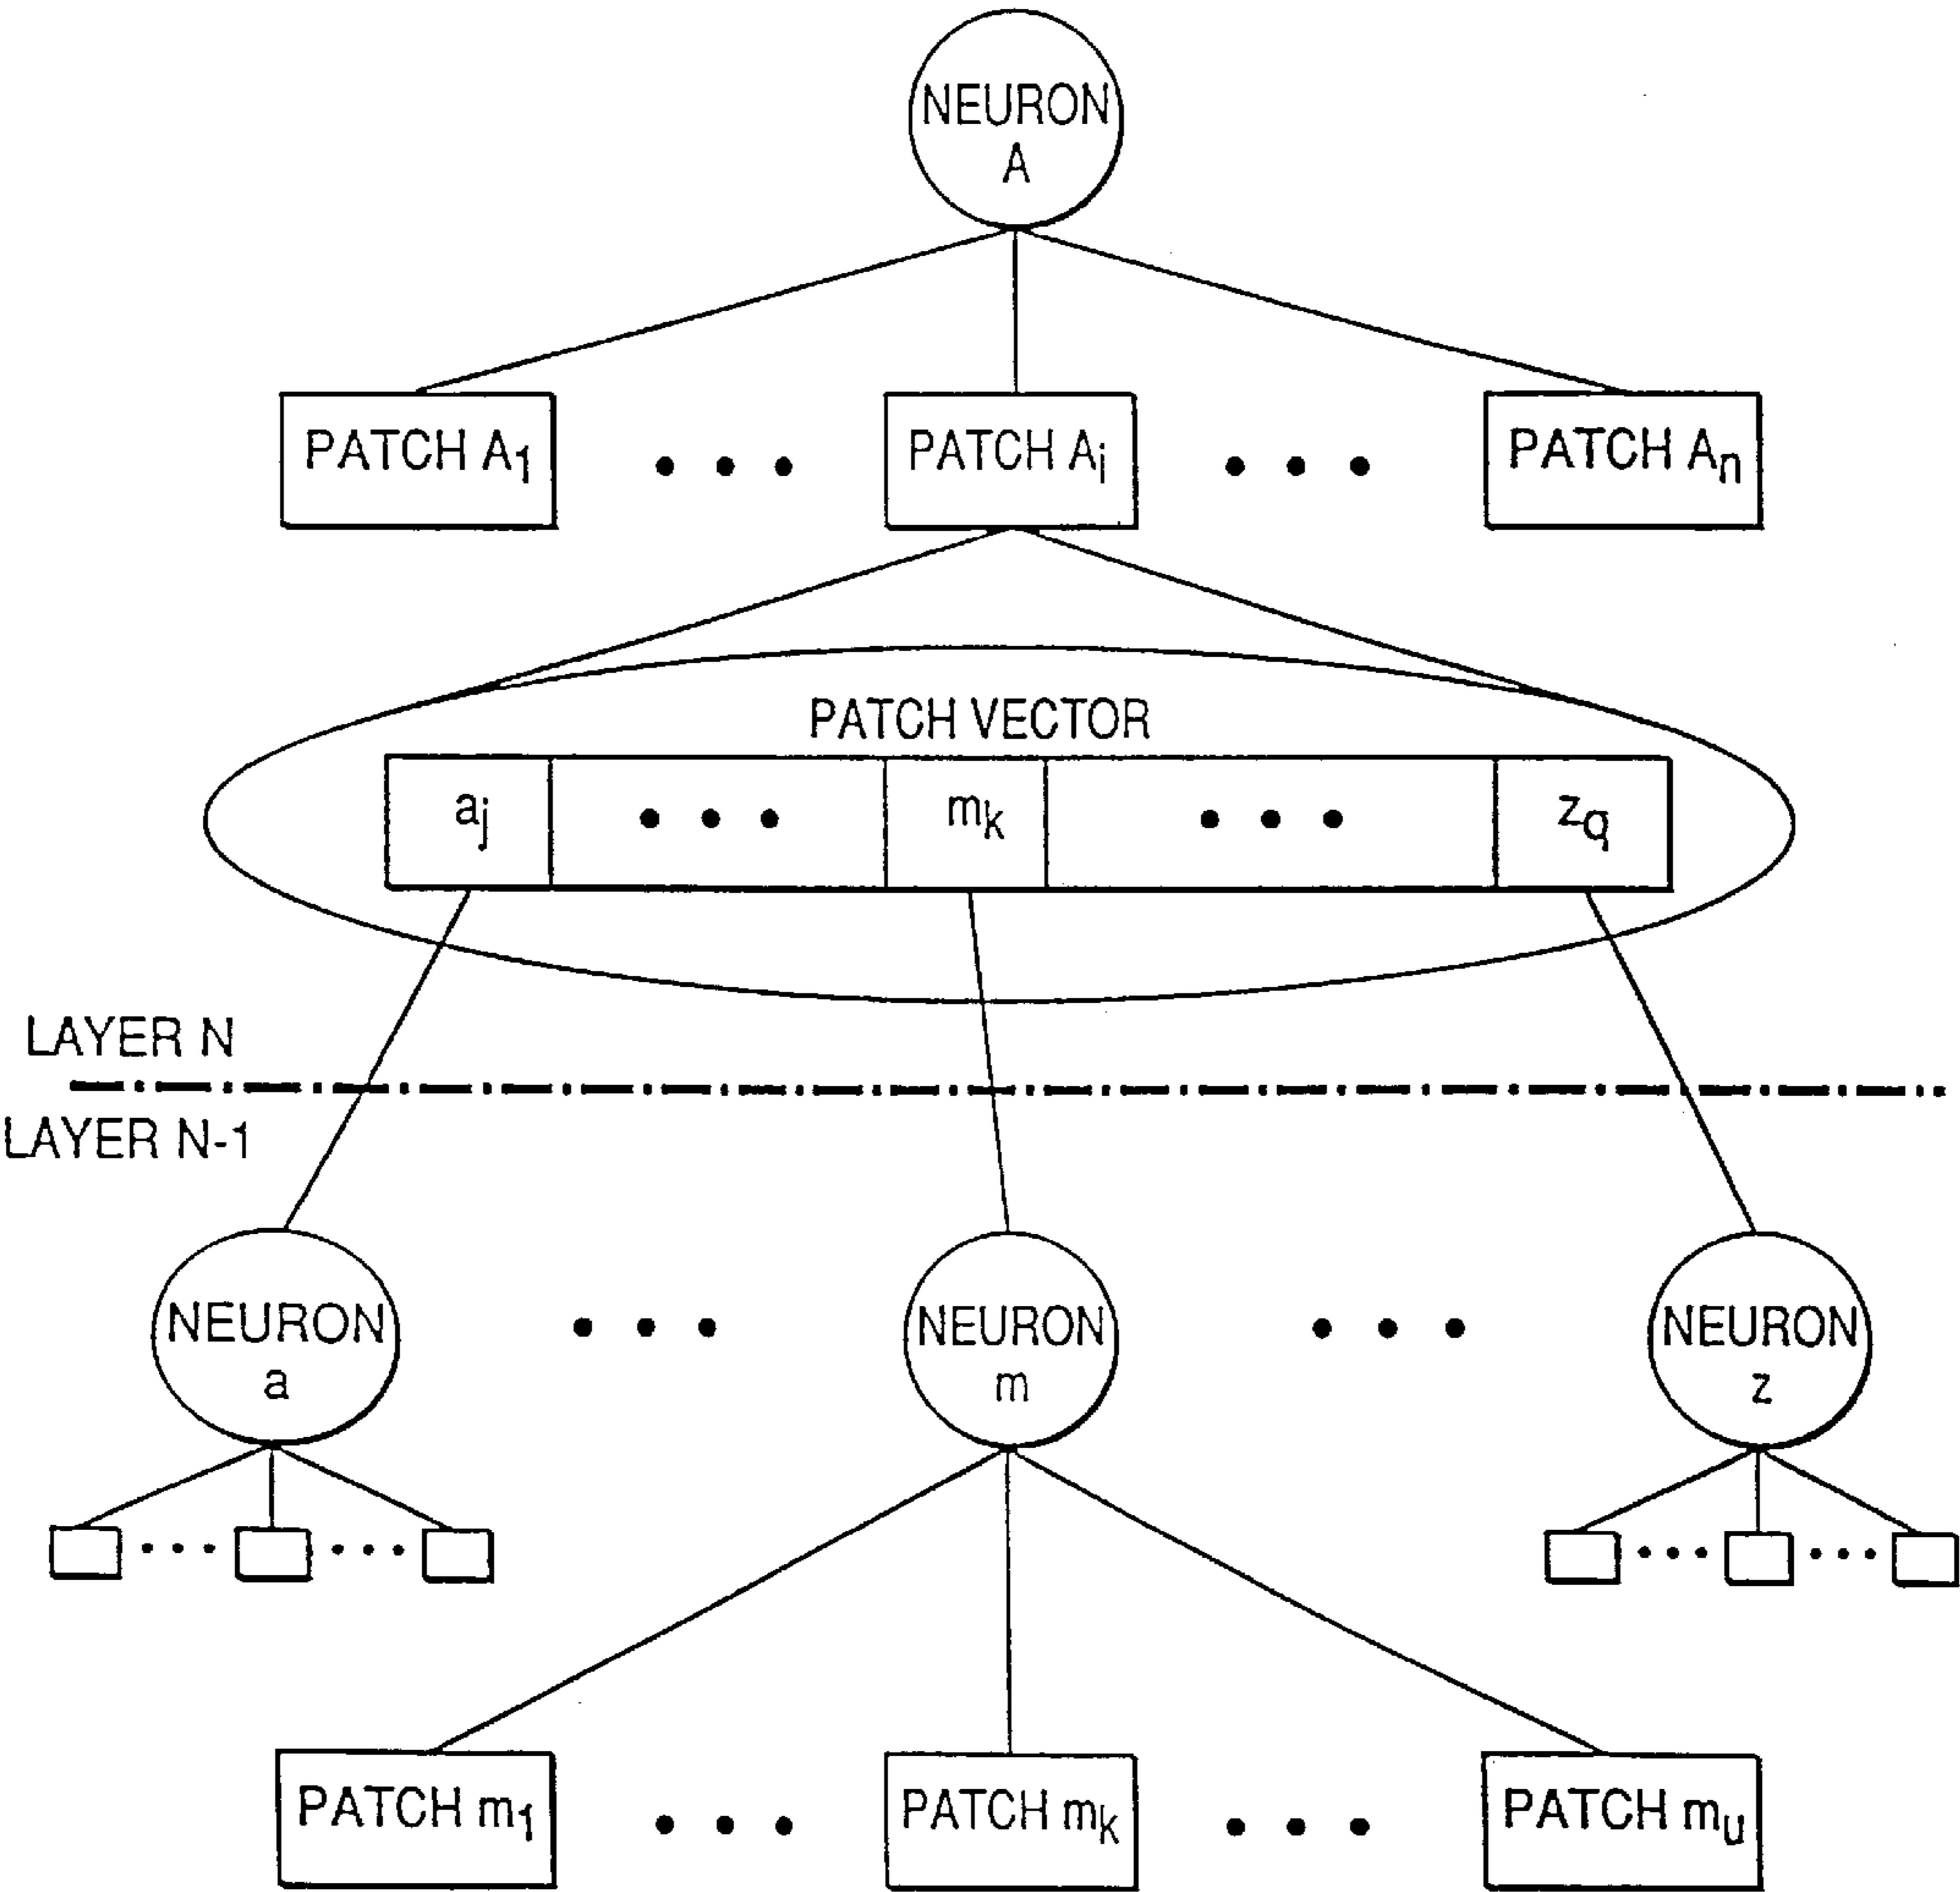 NEURON
A
PATCH A1
PATCH Ai
PATCH An
PATCH VECTOR
aj
mk
zq
LAYER N
LAYER N-1
NEURON
a
NEURON
m
NEURON
z
PATCH m1
PATCH mk
PATCH mu